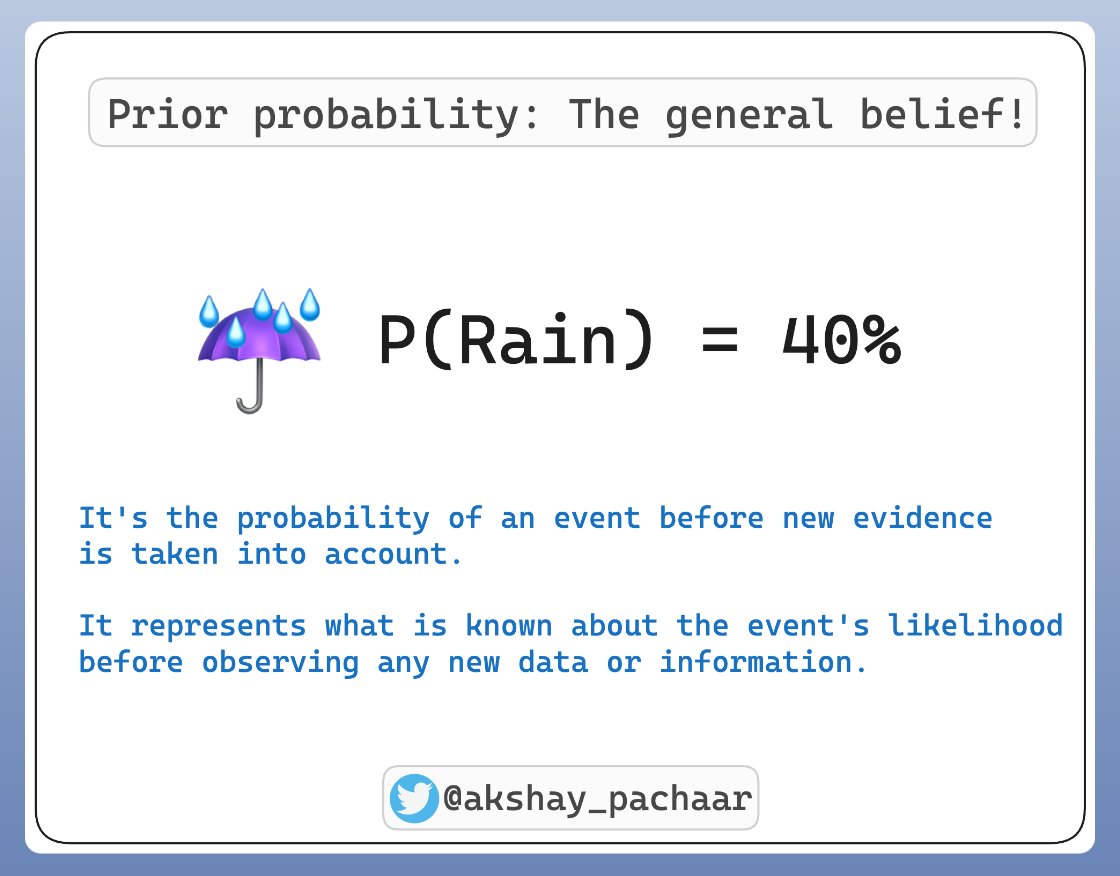 Prior probability: The general belief!
P(Rain) = 40%
It's the probability of an event before new evidence
is taken into account.
It represents what is known about the event's likelihood
before observing any new data or information.
@akshay_pachaar